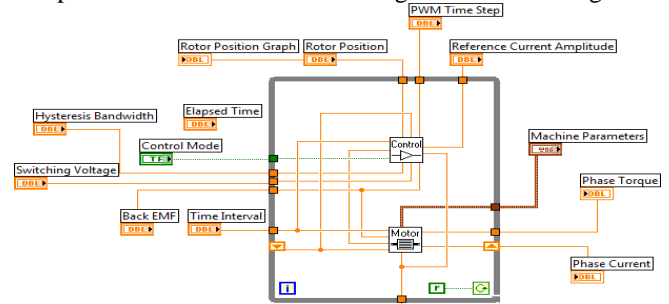 PWM Time Step
DBL
Rotor Position Graph Rotor Position Reference Current Amplitude
DBL DBL DBL
Hysteresis Bandwidth Elapsed Time
DBL DBL
Control Mode Control Machine Parameters
TF
Switching Voltage
DBL
Phase Torque
DBL
Back EMF Time Interval
DBL DBL
Motor
Phase Current
DBL
i F